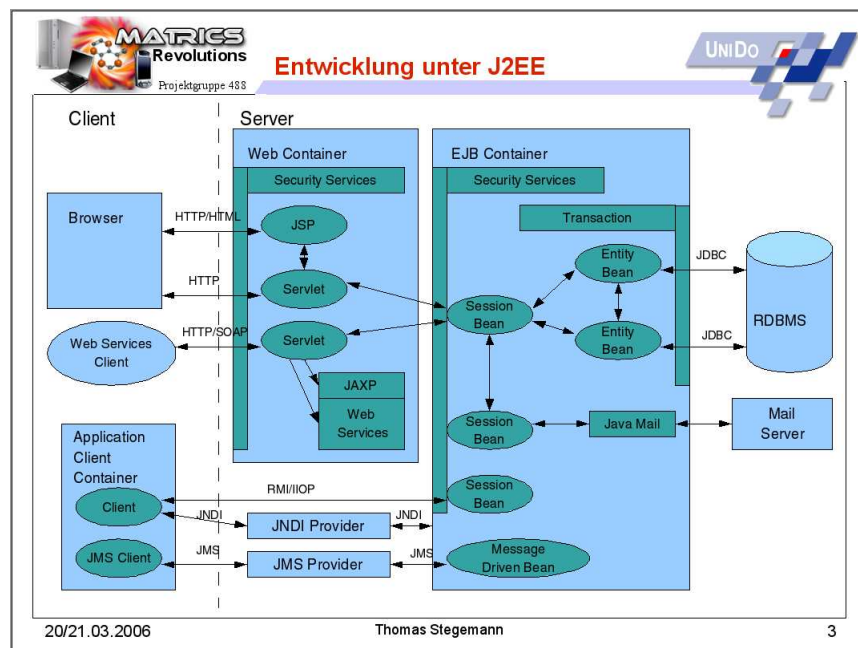 MATRICS
Revolutions
Projektgruppe 488
Entwicklung unter J2EE
UNIDO
Client
Server
Web Container
EJB Container
Security Services
Security Services
Browser
HTTP/HTML
JSP
Transaction
Entity
Bean
JDBC
HTTP
Servlet
Session
Bean
RDBMS
Web Services
Client
HTTP/SOAP
Servlet
Entity
Bean
JDBC
JAXP
Web
Services
Application
Client
Container
Session
Bean
Java Mail
Mail
Server
Client
RMI/IIOP
Session
Bean
JNDI
JNDI Provider
JNDI
JMS Client
JMS
JMS Provider
JMS
Message
Driven Bean
20/21.03.2006
Thomas Stegemann
3